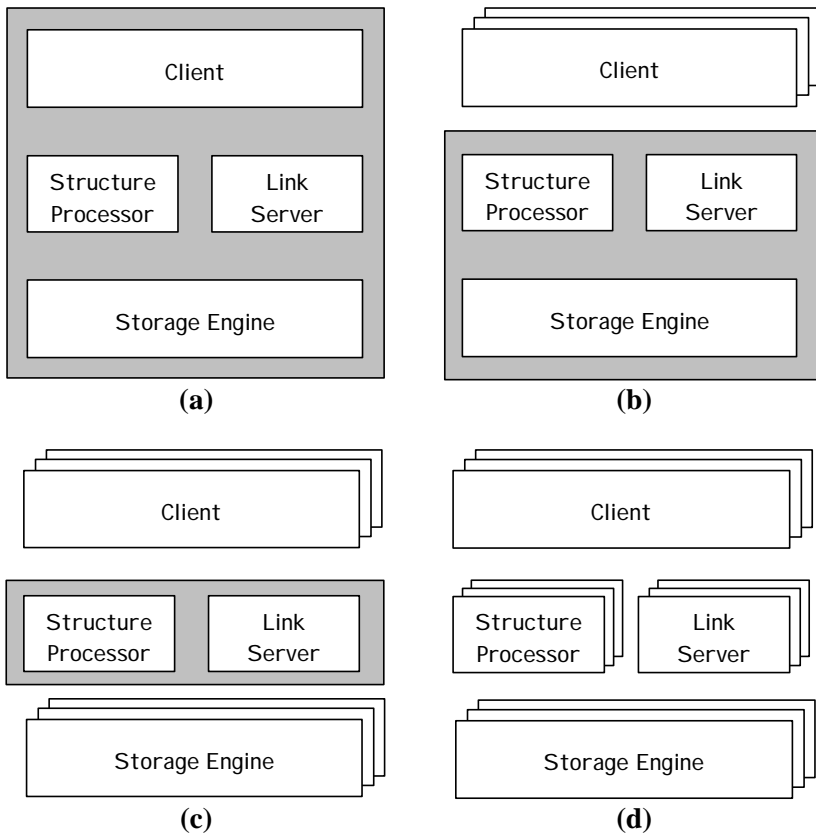 Client
Structure
Processor
Link
Server
Storage Engine
(a)
Client
Structure
Processor
Link
Server
Storage Engine
(b)
Client
Structure
Processor
Link
Server
Storage Engine
(c)
Client
Structure
Processor
Link
Server
Storage Engine
(d)